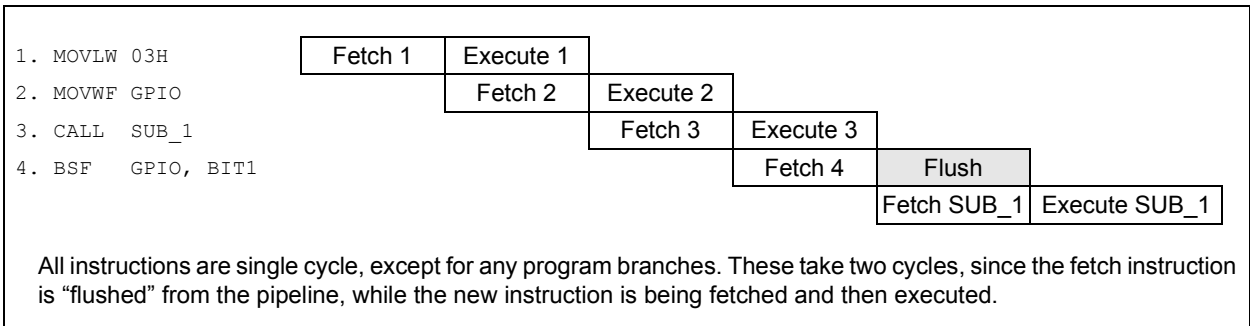 1. MOVLW 03H Fetch 1 Execute 1
2. MOVWF GPIO Fetch 2 Execute 2
3. CALL SUB_1 Fetch 3 Execute 3
4. BSF GPIO, BIT1 Fetch 4 Flush
Fetch SUB_1 Execute SUB_1
All instructions are single cycle, except for any program branches. These take two cycles, since the fetch instruction
is “flushed” from the pipeline, while the new instruction is being fetched and then executed.